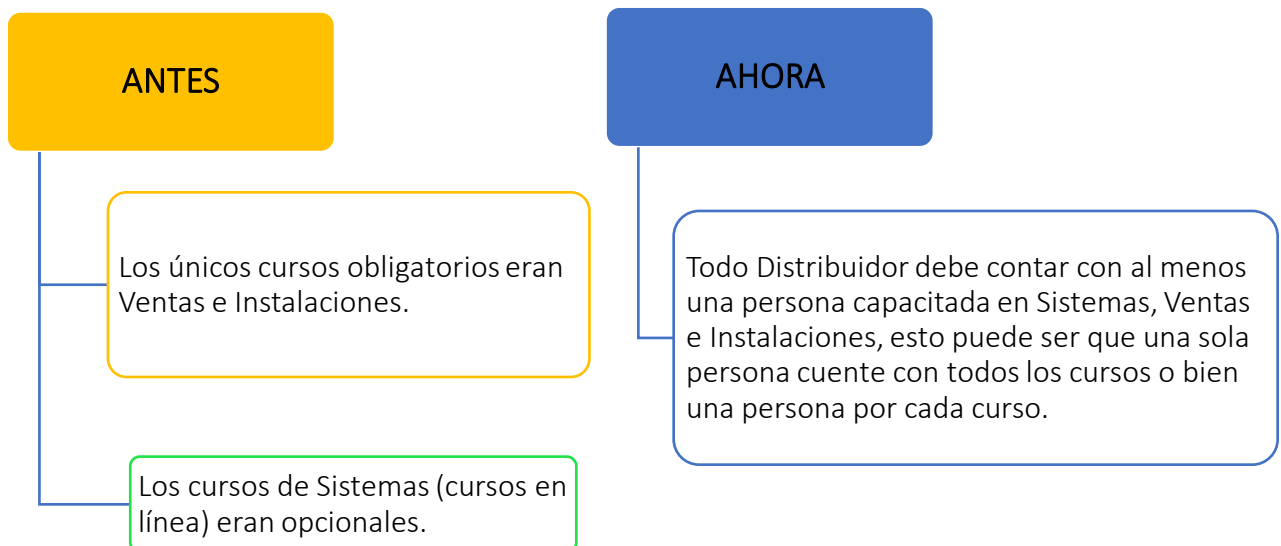 ANTES
Los únicos cursos obligatorios eran
Ventas e Instalaciones.
Los cursos de Sistemas (cursos en
línea) eran opcionales.
AHORA
Todo Distribuidor debe contar con al menos
una persona capacitada en Sistemas, Ventas
e Instalaciones, esto puede ser que una sola
persona cuente con todos los cursos o bien
una persona por cada curso.